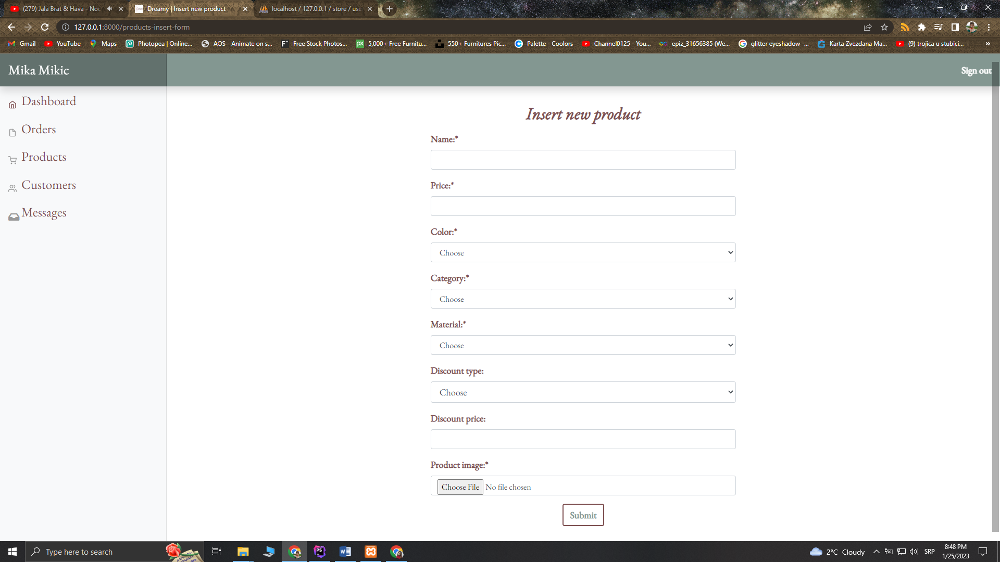 (279) Jala Brat & Hava - Noc
Dreamy | Insert new product
localhost / 127.0.0.1 / store / use
127.0.0.1:8000/products-insert-form
Gmail
YouTube
Maps
Photopea | Online...
AOS - Animate on s...
Free Stock Photos...
5,000+ Free Furnitu...
550+ Furnitures Pic...
Palette - Coolors
Channel0125 - You...
epiz_31656385 (We...
glitter eyeshadow -...
Karta Zvezdana Ma...
(9) trojica u stubici...
»
Mika Mikic
Sign out
Dashboard
Orders
Products
Customers
Messages
Insert new product
Name:*
Price:*
Color:*
Choose
Category:*
Choose
Material:*
Choose
Discount type:
Choose
Discount price:
Product image:*
Choose File No file chosen
Submit
Type here to search
2°C Cloudy
SRP
8:48 PM
1/25/2023